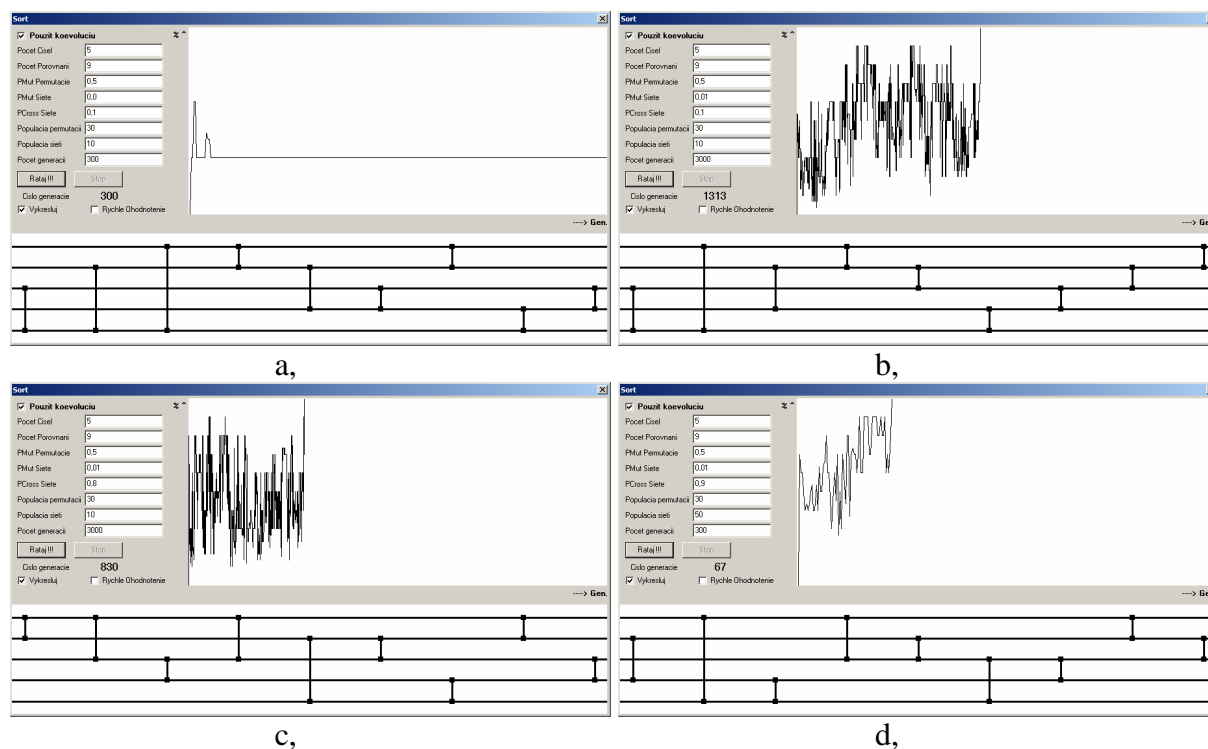 Sort
Pouzit koevoluciu
% ^
Pocet Cisel 5
Pocet Porovnani 9
PMut Permutacie 0,5
PMut Siete 0,0
PCross Siete 0,1
Populacia permutacii 30
Populacia sieti 10
Pocet generacii 300
Rataj !!! Stop
Cislo generacie 300
Vykresluj Rychle Ohodnotenie
----> Gen.
a,
Sort
Pouzit koevoluciu
% ^
Pocet Cisel 5
Pocet Porovnani 9
PMut Permutacie 0,5
PMut Siete 0,01
PCross Siete 0,1
Populacia permutacii 30
Populacia sieti 10
Pocet generacii 3000
Rataj !!! Stop
Cislo generacie 1313
Vykresluj Rychle Ohodnotenie
----> Gen.
b,
Sort
Pouzit koevoluciu
% ^
Pocet Cisel 5
Pocet Porovnani 9
PMut Permutacie 0,5
PMut Siete 0,01
PCross Siete 0,8
Populacia permutacii 30
Populacia sieti 10
Pocet generacii 3000
Rataj !!! Stop
Cislo generacie 830
Vykresluj Rychle Ohodnotenie
----> Gen.
c,
Sort
Pouzit koevoluciu
% ^
Pocet Cisel 5
Pocet Porovnani 9
PMut Permutacie 0,5
PMut Siete 0,01
PCross Siete 0,9
Populacia permutacii 30
Populacia sieti 50
Pocet generacii 300
Rataj !!! Stop
Cislo generacie 67
Vykresluj Rychle Ohodnotenie
----> Gen.
d,